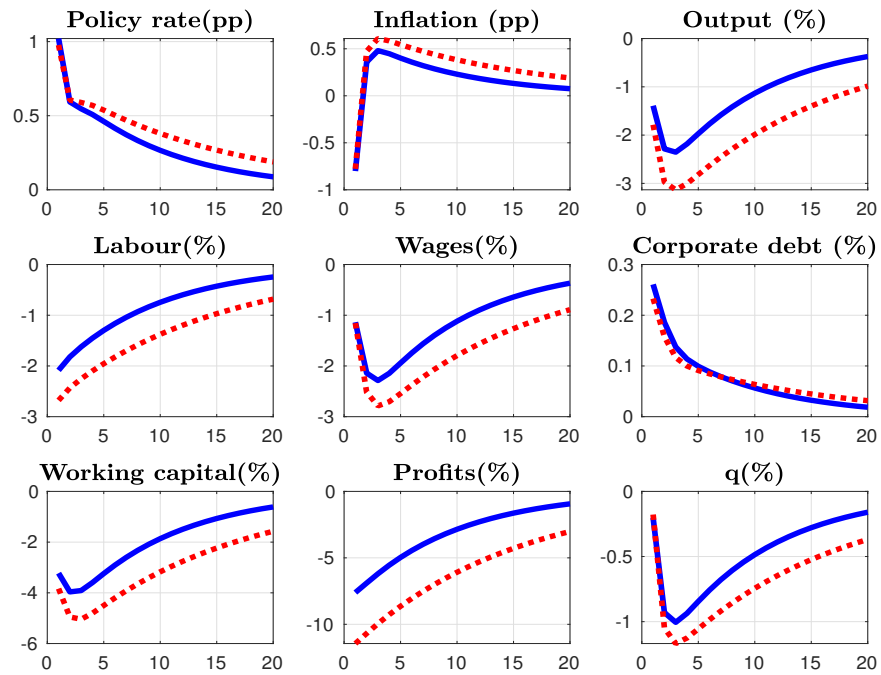 Policy rate(pp) Inflation (pp) Output (%)
1 0.5 0
0.5 0 -1
-0.5 -2
0 -1 -3
0 5 10 15 20 0 5 10 15 20 0 5 10 15 20
Labour(%) Wages(%) Corporate debt (%)
0 0 0.3
-1 -1 0.2
-2 -2 0.1
-3 -3 0
0 5 10 15 20 0 5 10 15 20 0 5 10 15 20
Working capital(%) Profits(%) q(%)
0 0 0
-2 -5 -0.5
-4 -10 -1
-6
0 5 10 15 20 0 5 10 15 20 0 5 10 15 20